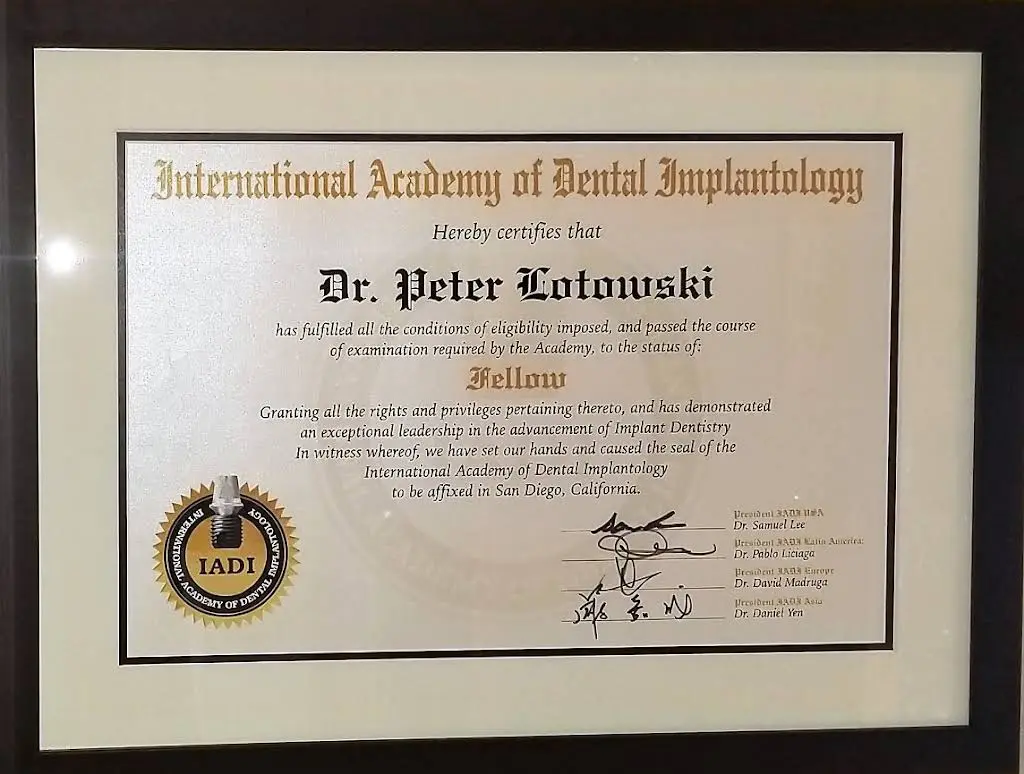 International Academy of Dental Implantology
Hereby certifies that
Dr. Peter Lotowski
has fulfilled all the conditions of eligibility imposed, and passed the course
of examination required by the Academy, to the status of:
Fellow
Granting all the rights and privileges pertaining thereto, and has demonstrated
an exceptional leadership in the advancement of Implant Dentistry
In witness whereof, we have set our hands and caused the seal of the
International Academy of Dental Implantology
to be affixed in San Diego, California.
INTERNATIONAL ACADEMY OF DENTAL IMPLANTOLOGY
IADI
President IADI USA
Dr. Samuel Lee
President IADI Latin America:
Dr. Pablo Liciaga
President IADI Europe
Dr. David Madruga
President IADI Asia
Dr. Daniel Yen